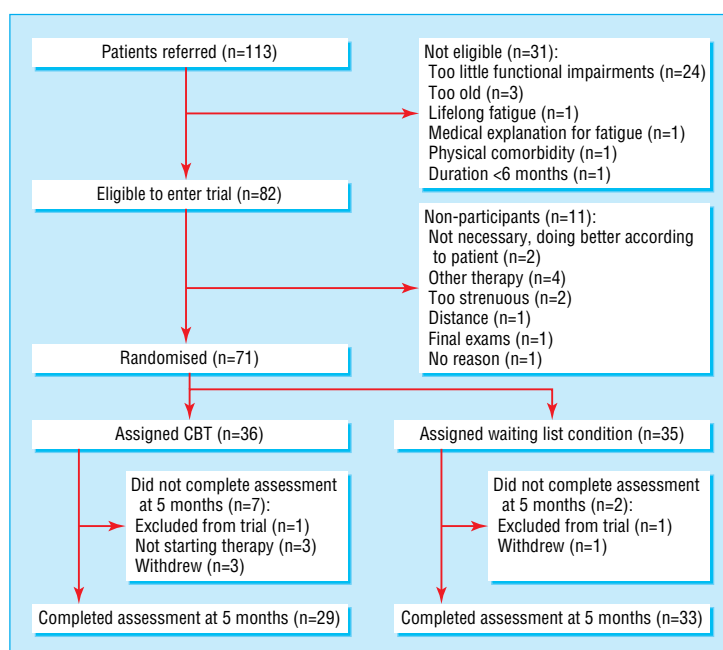 Patients referred (n=113)
Not eligible (n=31):
Too little functional impairments (n=24)
Too old (n=3)
Lifelong fatigue (n=1)
Medical explanation for fatigue (n=1)
Physical comorbidity (n=1)
Duration <6 months (n=1)
Eligible to enter trial (n=82)
Non-participants (n=11):
Not necessary, doing better according
to patient (n=2)
Other therapy (n=4)
Too strenuous (n=2)
Distance (n=1)
Final exams (n=1)
No reason (n=1)
Randomised (n=71)
Assigned CBT (n=36)
Assigned waiting list condition (n=35)
Did not complete assessment
at 5 months (n=7):
Excluded from trial (n=1)
Not starting therapy (n=3)
Withdrew (n=3)
Did not complete assessment
at 5 months (n=2):
Excluded from trial (n=1)
Withdrew (n=1)
Completed assessment at 5 months (n=29)
Completed assessment at 5 months (n=33)